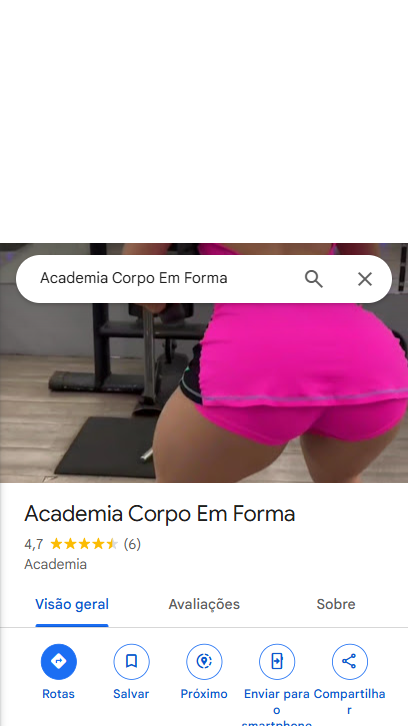 Academia Corpo Em Forma
Academia Corpo Em Forma
4,7 (6)
Academia
Visão geral
Avaliações
Sobre
Rotas
Salvar
Próximo
Enviar para
o
smartphone
Compartilha
r